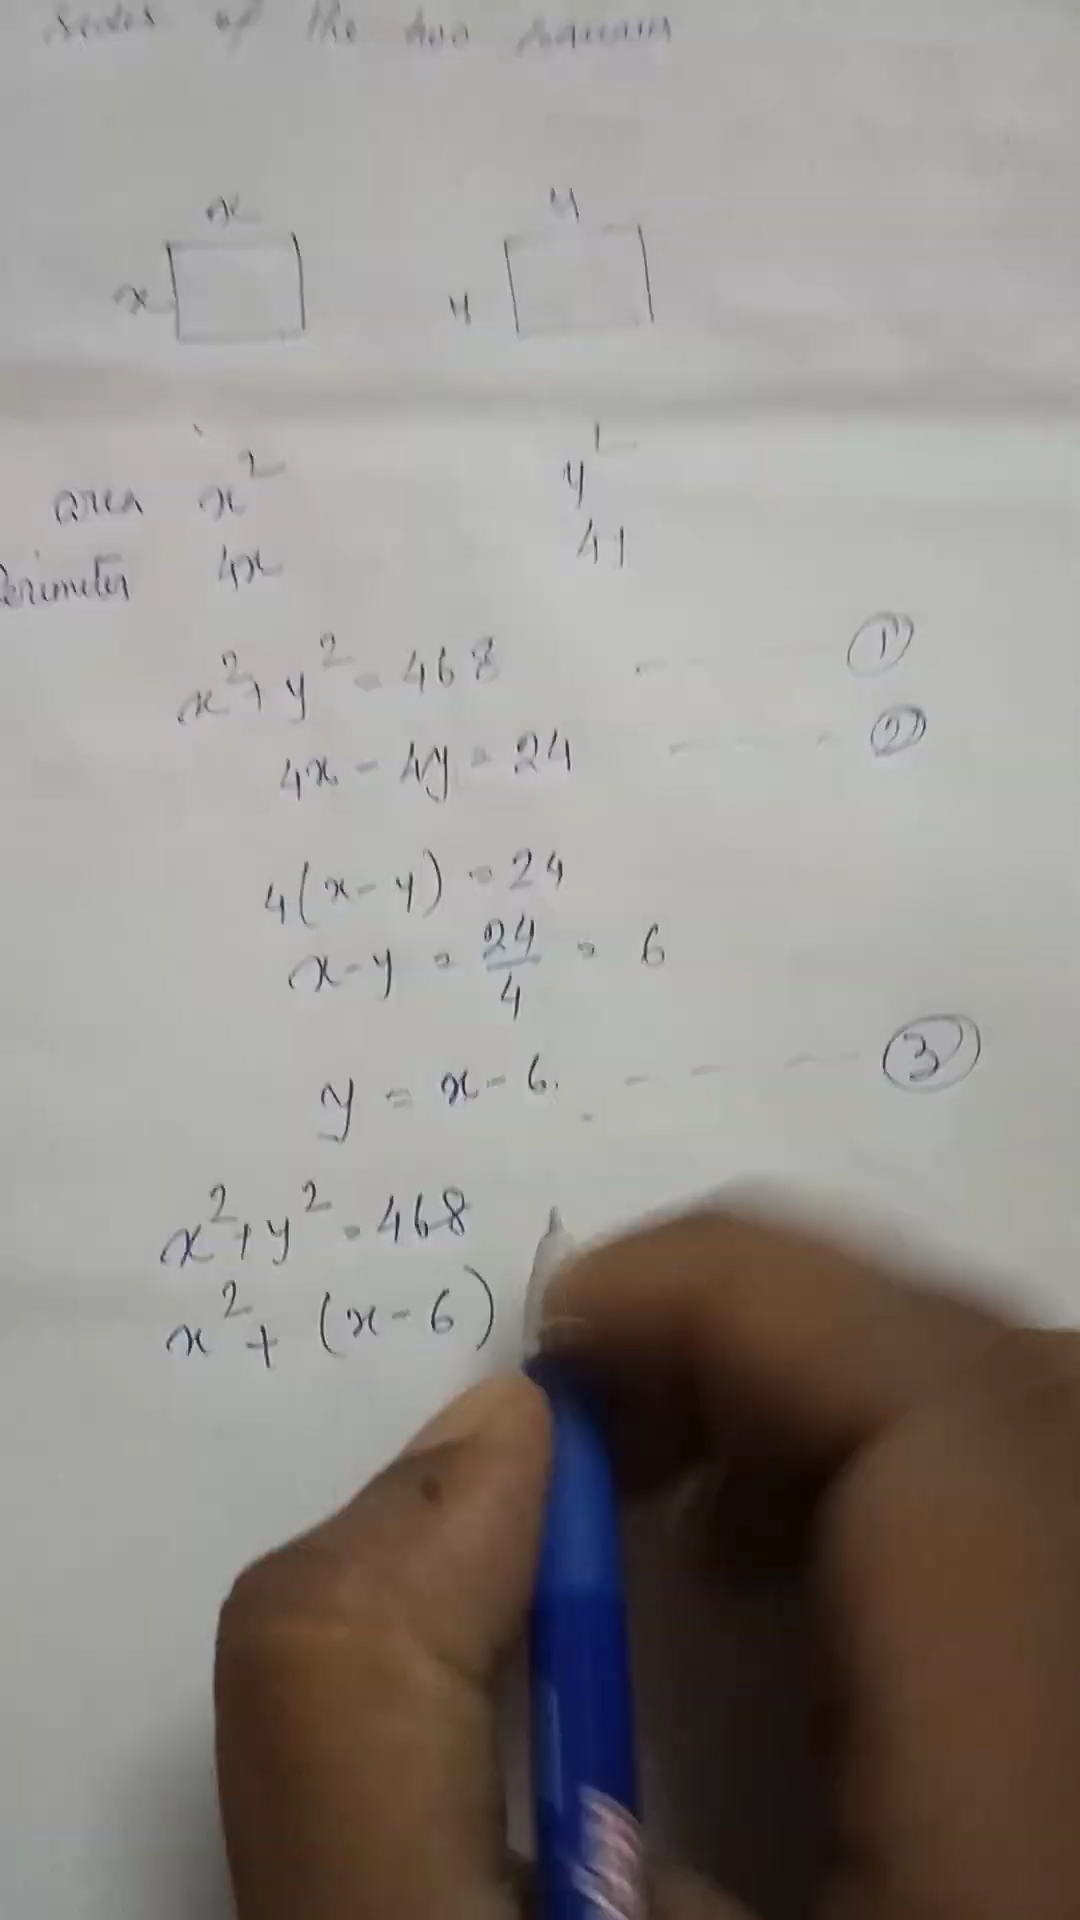 sides of the two squares
x y
x y
area x² y²
Perimeter 4x 4y
x² + y² = 468 --- ①
4x - 4y = 24 --- ②
4(x - y) = 24
x - y = 24/4 = 6
y = x - 6. --- ③
x² + y² = 468
x² + (x - 6)